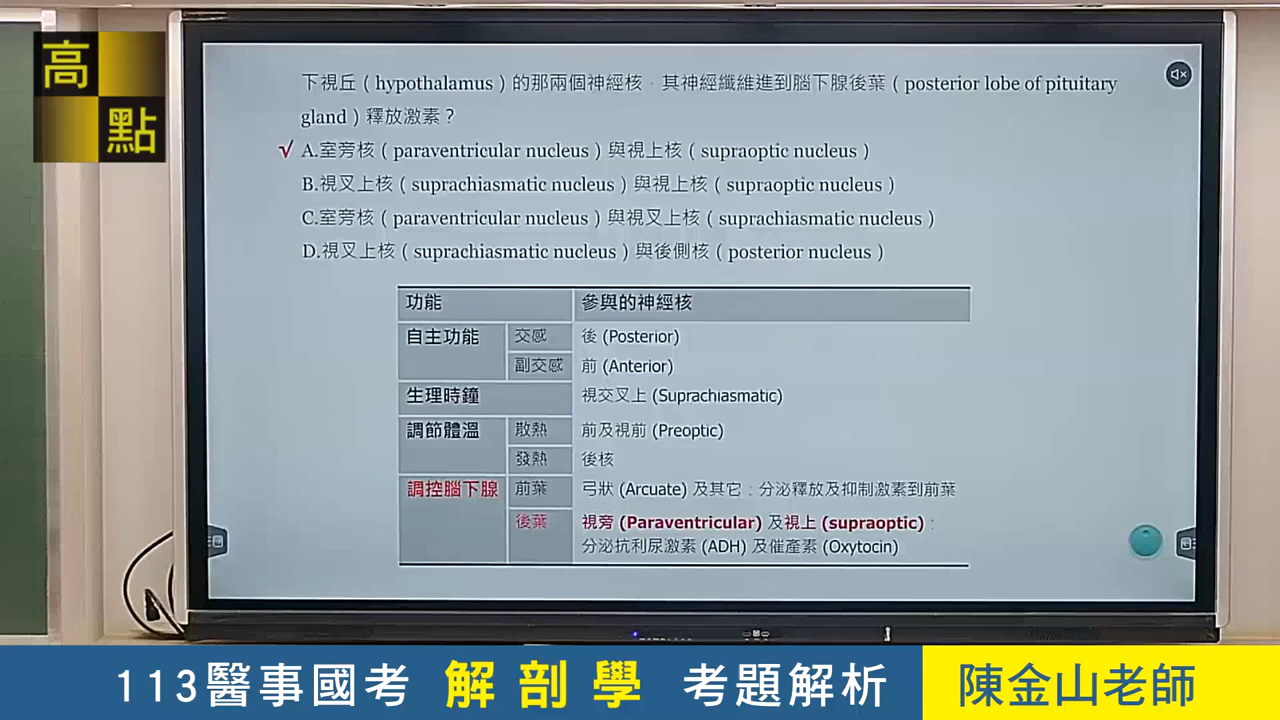 高
點
下視丘(hypothalamus)的那兩個神經核,其神經纖維進到腦下腺後葉(posterior lobe of pituitary
gland)釋放激素?
√ A.室旁核(paraventricular nucleus)與視上核(supraoptic nucleus)
B.視叉上核(suprachiasmatic nucleus)與視上核(supraoptic nucleus)
C.室旁核(paraventricular nucleus)與視叉上核(suprachiasmatic nucleus)
D.視叉上核(suprachiasmatic nucleus)與後側核(posterior nucleus)
功能 參與的神經核
自主功能 交感 後 (Posterior)
副交感 前 (Anterior)
生理時鐘 視交叉上 (Suprachiasmatic)
調節體溫 散熱 前及視前 (Preoptic)
發熱 後核
調控腦下腺 前葉 弓狀 (Arcuate) 及其它:分泌釋放及抑制激素到前葉
後葉 視旁 (Paraventricular) 及視上 (supraoptic):
分泌抗利尿激素 (ADH) 及催產素 (Oxytocin)
113醫事國考 解剖學 考題解析 陳金山老師